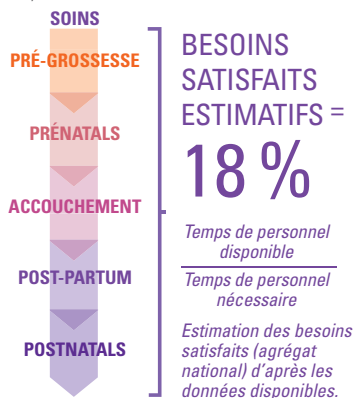 SOINS
PRÉ-GROSSESSE
PRÉNATALS
ACCOUCHEMENT
POST-PARTUM
POSTNATALS
BESOINS
SATISFAITS
ESTIMATIFS =
18 %
Temps de personnel
disponible
Temps de personnel
nécessaire
Estimation des besoins
satisfaits (agrégat
national) d’après les
données disponibles.